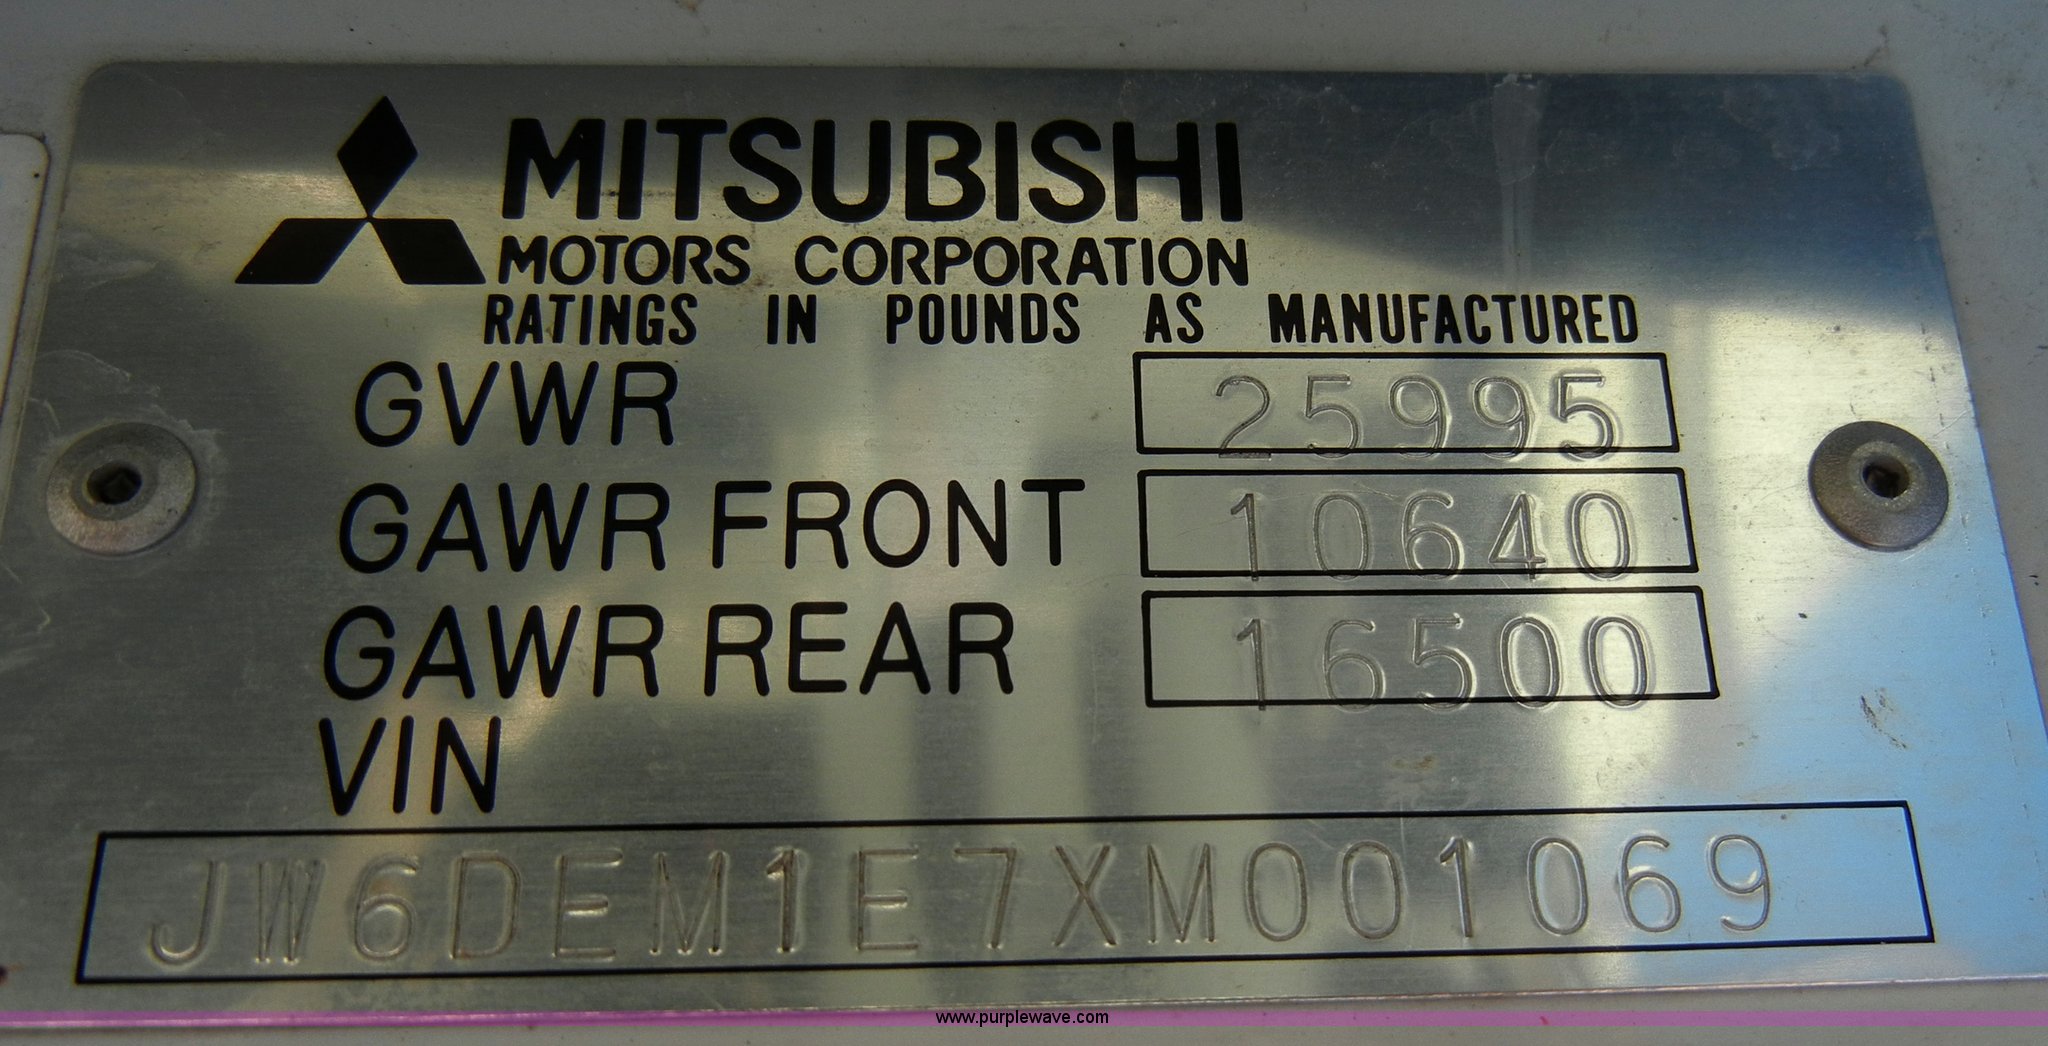 MITSUBISHI
MOTORS CORPORATION
RATINGS IN POUNDS AS MANUFACTURED
GVWR 25995
GAWR FRONT 10640
GAWR REAR 16500
VIN
JW6DEM1E7XM001069
www.purplewave.com